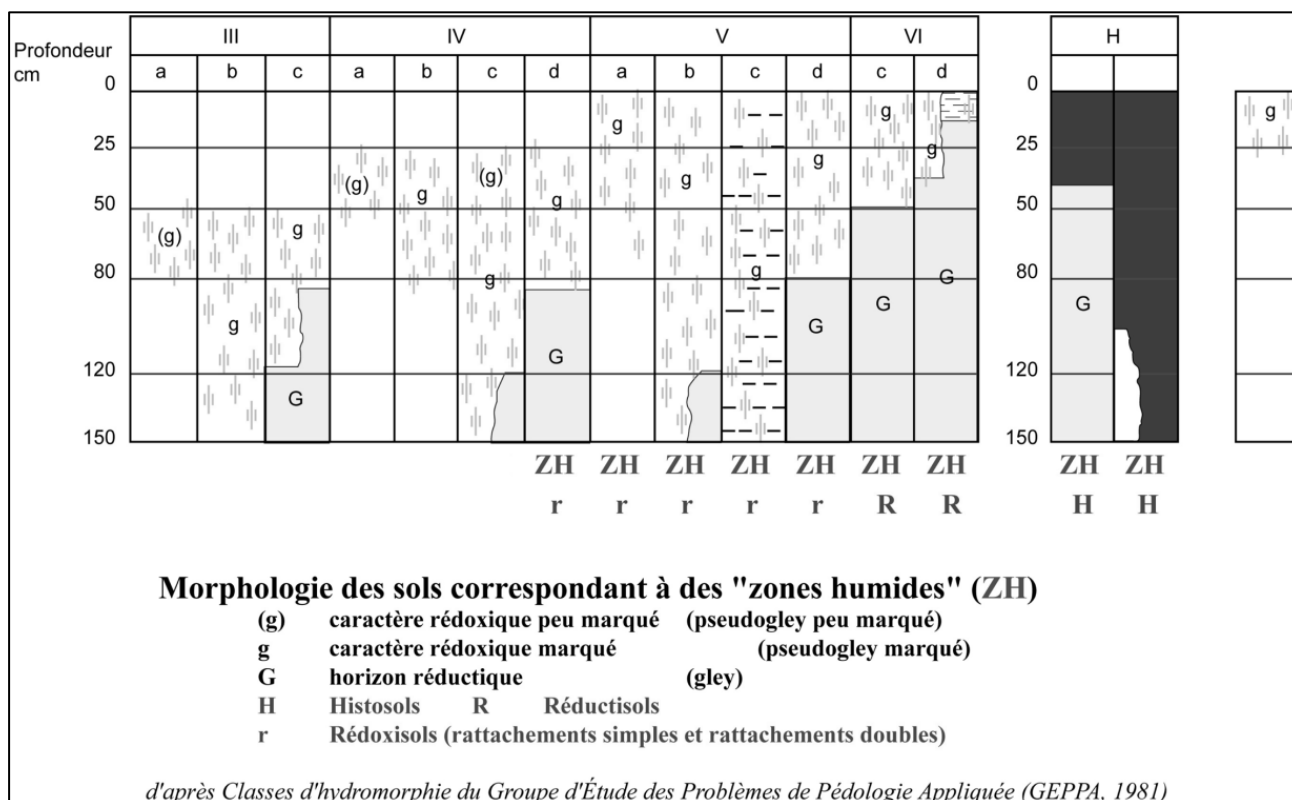 III IV V VI H
Profondeur
cm
a b c a b c d a b c d c d
0 0
g g g g
25 25
(g) g (g) g g g g
50 50
(g) g g
80 80
g g g G G G G
120 120
G G
150 150
ZH ZH ZH ZH ZH ZH ZH ZH ZH
r r r r r R R H H
Morphologie des sols correspondant à des "zones humides" (ZH)
(g) caractère rédoxique peu marqué (pseudogley peu marqué)
g caractère rédoxique marqué (pseudogley marqué)
G horizon réductique (gley)
H Histosols R Réductisols
r Rédoxisols (rattachements simples et rattachements doubles)
d'après Classes d'hydromorphie du Groupe d'Étude des Problèmes de Pédologie Appliquée (GEPPA, 1981)